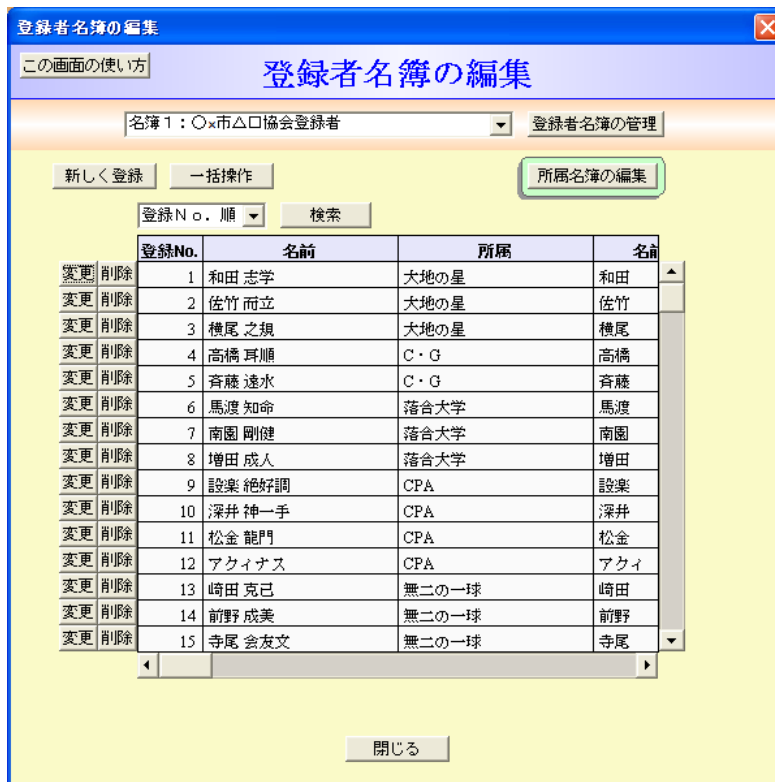 登録者名簿の編集
この画面の使い方
登録者名簿の編集
名簿1：○×市△口協会登録者
登録者名簿の管理
新しく登録 一括操作 所属名簿の編集
登録No．順 検索
登録No. 名前 所属 名前
変更 削除 1 和田 志学 大地の星 和田
変更 削除 2 佐竹 而立 大地の星 佐竹
変更 削除 3 横尾 之規 大地の星 横尾
変更 削除 4 高橋 耳順 C・G 高橋
変更 削除 5 斉藤 遠水 C・G 斉藤
変更 削除 6 馬渡 知命 落合大学 馬渡
変更 削除 7 南園 剛健 落合大学 南園
変更 削除 8 増田 成人 落合大学 増田
変更 削除 9 設楽 絶好調 CPA 設楽
変更 削除 10 深井 神一手 CPA 深井
変更 削除 11 松金 龍門 CPA 松金
変更 削除 12 アクィナス CPA アクィ
変更 削除 13 崎田 克己 無二の一球 崎田
変更 削除 14 前野 成美 無二の一球 前野
変更 削除 15 寺尾 会友文 無二の一球 寺尾
閉じる